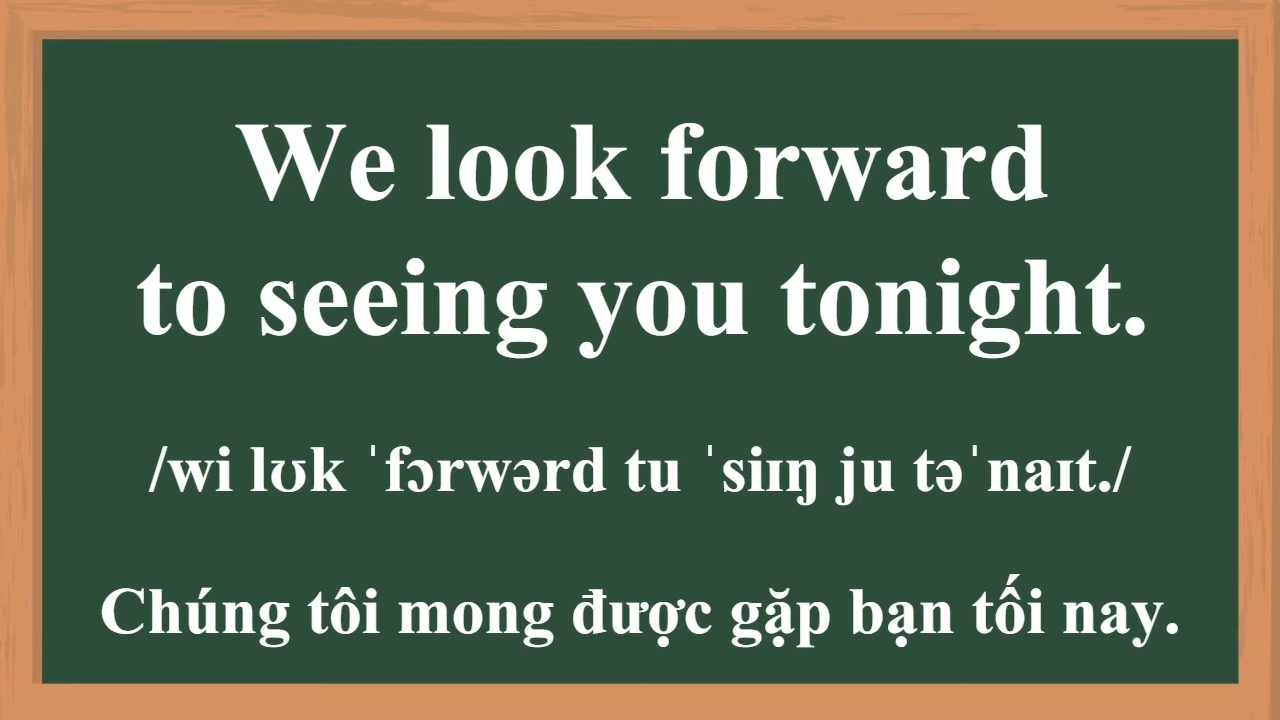 We look forward
to seeing you tonight.
/wi lʊk ˈfɔrwərd tu ˈsiɪŋ ju təˈnaɪt./
Chúng tôi mong được gặp bạn tối nay.